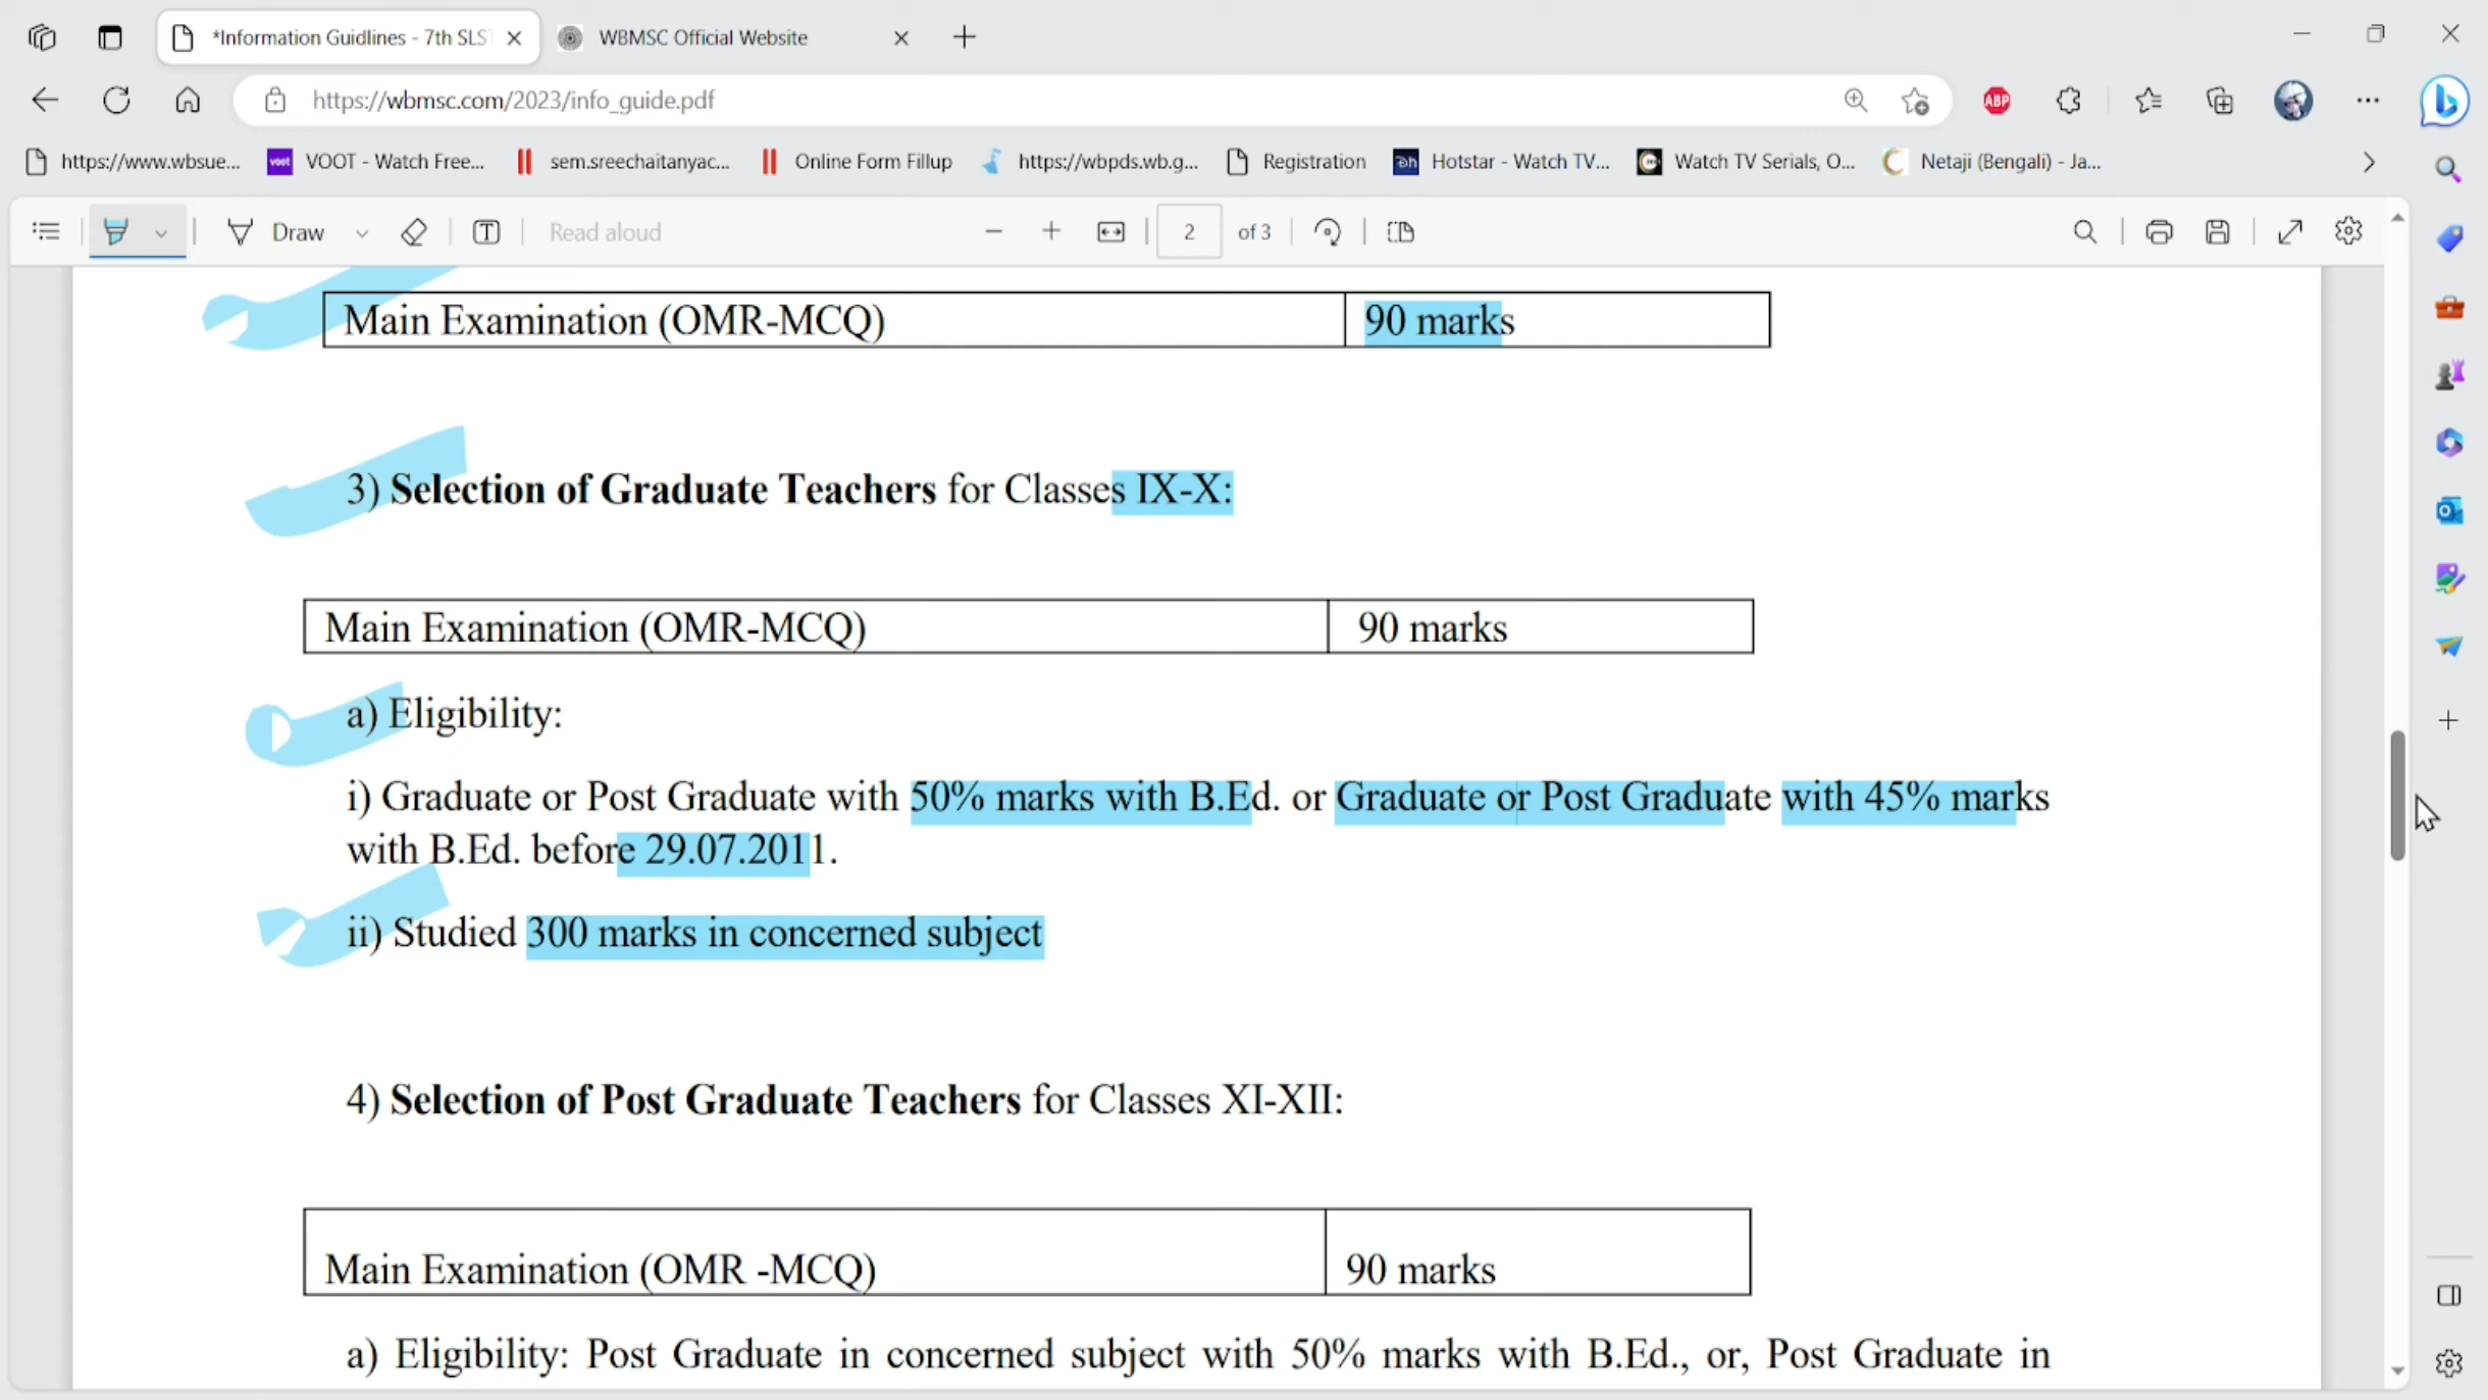 *Information Guidlines - 7th SLS
WBMSC Official Website
https://wbmsc.com/2023/info_guide.pdf
ABP
https://www.wbsue...
voot
VOOT - Watch Free...
sem.sreechaitanyac...
Online Form Fillup
https://wbpds.wb.g...
Registration
Hotstar - Watch TV...
Watch TV Serials, O...
Netaji (Bengali) - Ja...
Draw
Read aloud
2 of 3
Main Examination (OMR-MCQ) 90 marks
3) Selection of Graduate Teachers for Classes IX-X:
Main Examination (OMR-MCQ) 90 marks
a) Eligibility:
i) Graduate or Post Graduate with 50% marks with B.Ed. or Graduate or Post Graduate with 45% marks
with B.Ed. before 29.07.2011.
ii) Studied 300 marks in concerned subject
4) Selection of Post Graduate Teachers for Classes XI-XII:
Main Examination (OMR -MCQ) 90 marks
a) Eligibility: Post Graduate in concerned subject with 50% marks with B.Ed., or, Post Graduate in